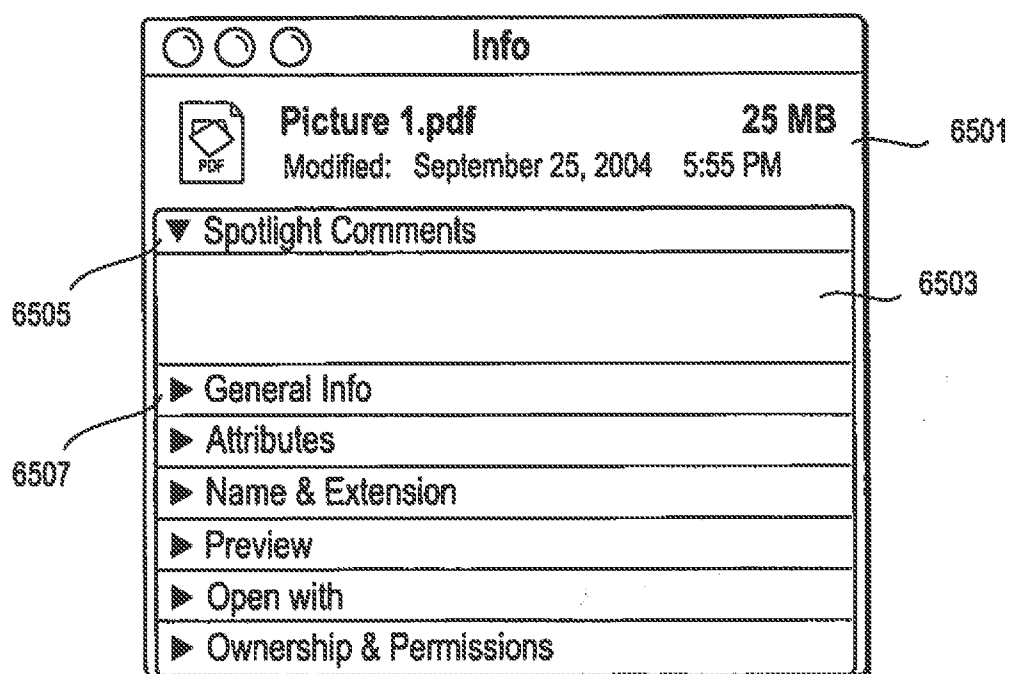 Info
Picture 1.pdf 25 MB
PDF
Modified: September 25, 2004 5:55 PM
6501
Spotlight Comments
6505
6503
General Info
6507
Attributes
Name & Extension
Preview
Open with
Ownership & Permissions